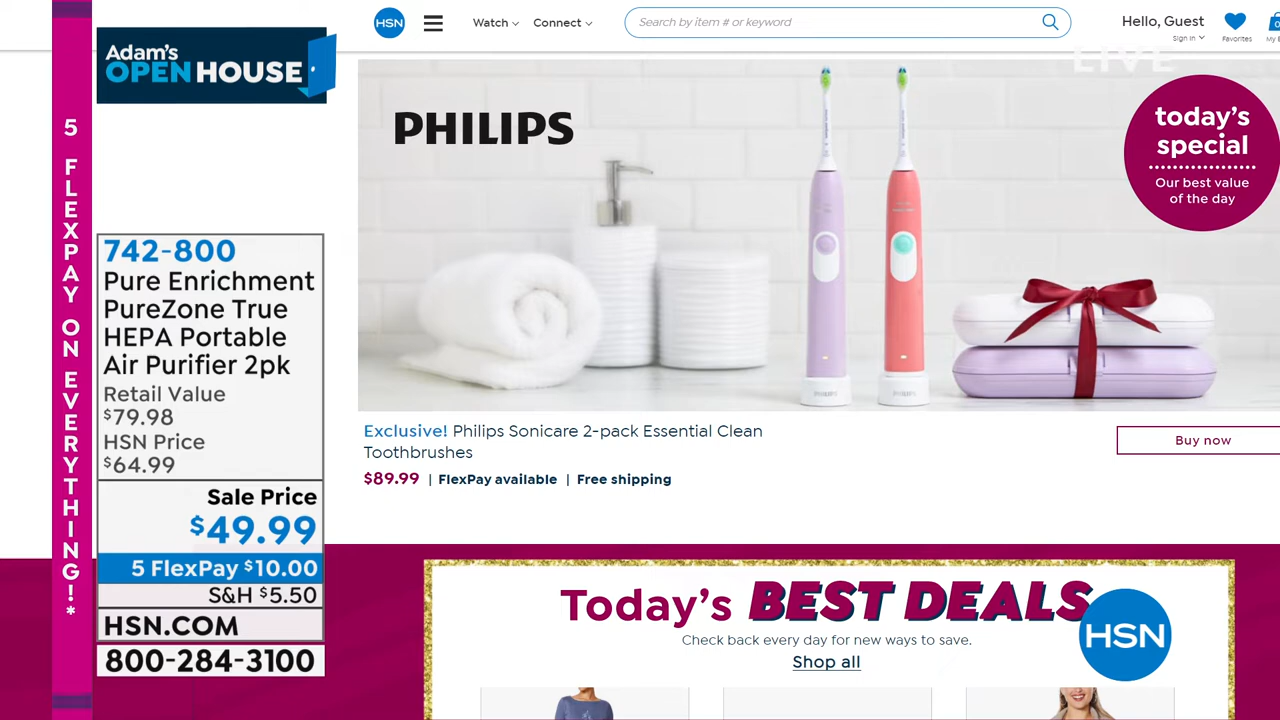 Adam's
OPEN HOUSE
5 FLEXPAY ON EVERYTHING!*
742-800
Pure Enrichment
PureZone True
HEPA Portable
Air Purifier 2pk
Retail Value
$79.98
HSN Price
$64.99
Sale Price
$49.99
5 FlexPay $10.00
S&H $5.50
HSN.COM
800-284-3100
HSN
Watch
Connect
Search by item # or keyword
Hello, Guest
Sign In
Favorites
LIVE
PHILIPS
today's
special
Our best value
of the day
PHILIPS
PHILIPS
Exclusive! Philips Sonicare 2-pack Essential Clean
Toothbrushes
$89.99 | FlexPay available | Free shipping
Buy now
Today's BEST DEALS
Check back every day for new ways to save.
Shop all
HSN